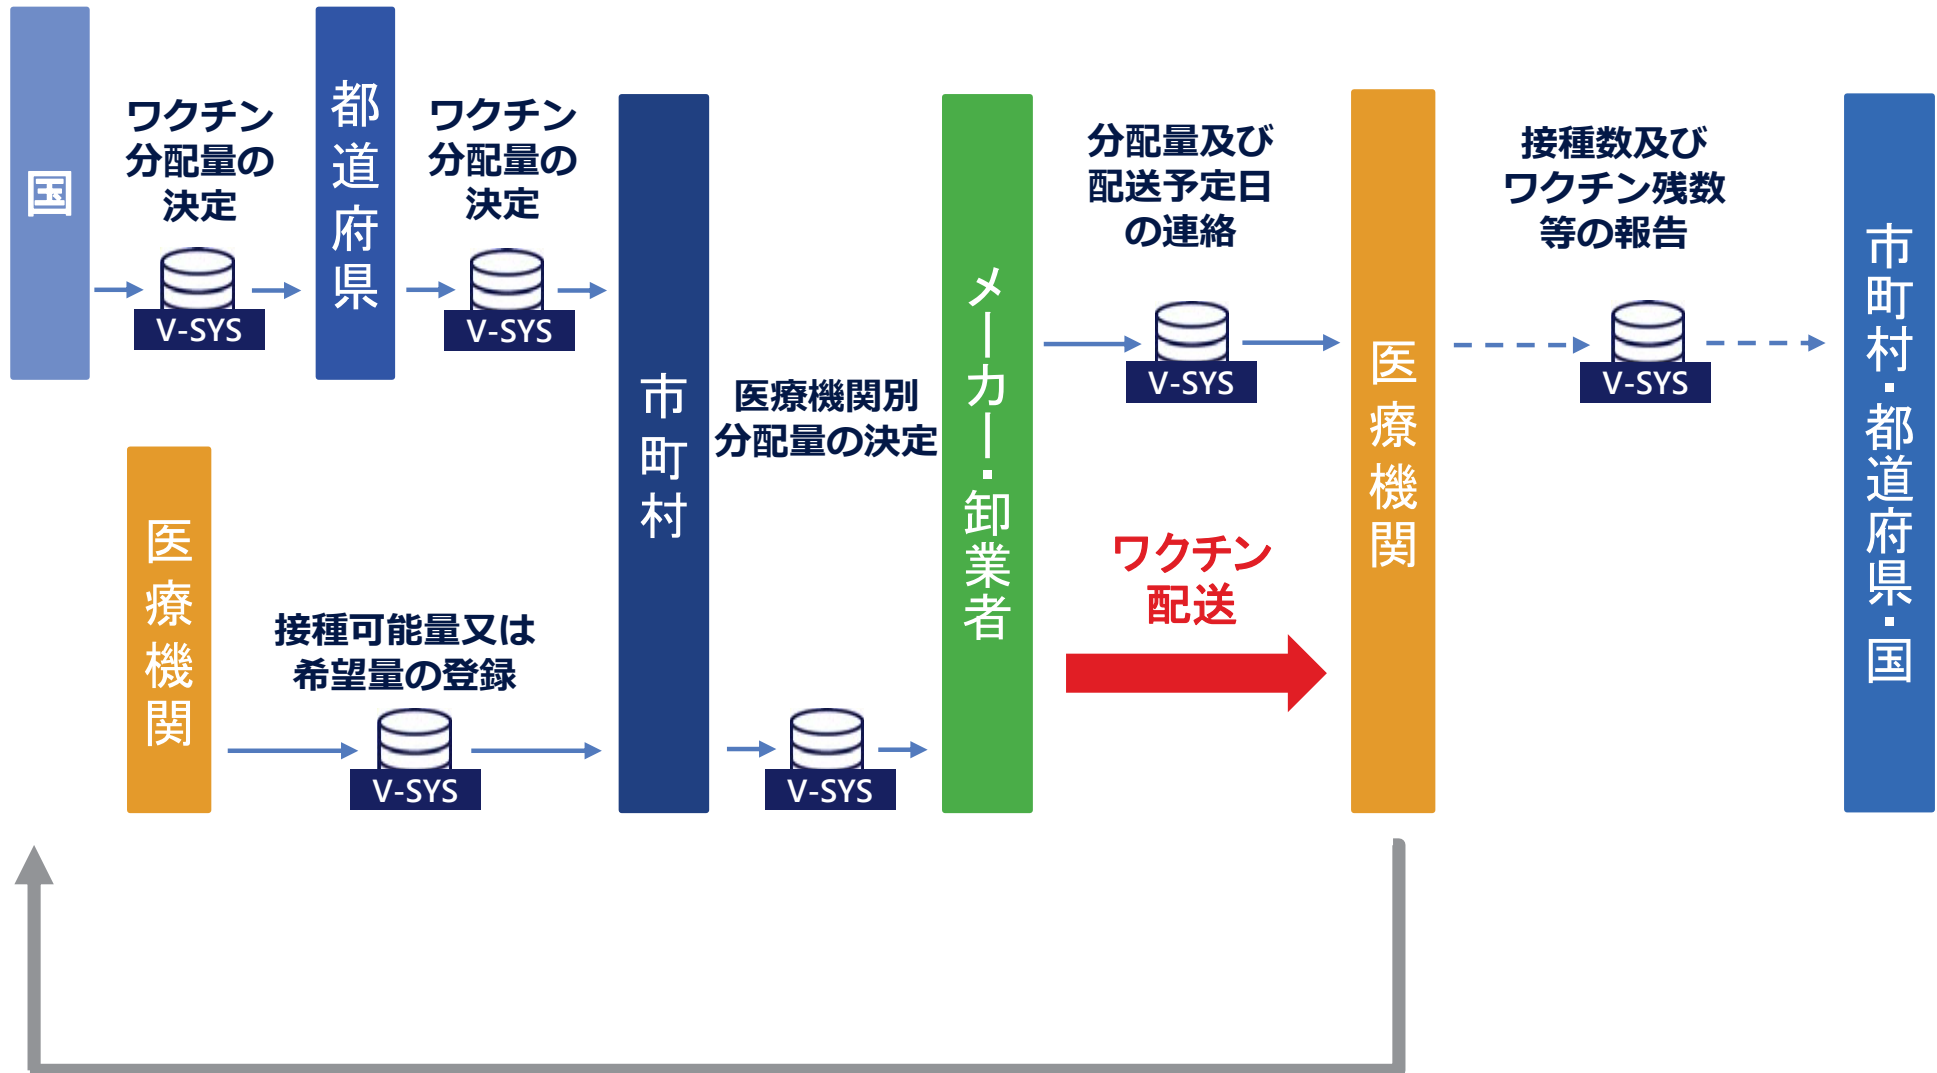 国
ワクチン
分配量の
決定
V-SYS
都道府県
ワクチン
分配量の
決定
V-SYS
医療機関
接種可能量又は
希望量の登録
V-SYS
市町村
医療機関別
分配量の決定
V-SYS
メーカー・卸業者
分配量及び
配送予定日
の連絡
V-SYS
ワクチン
配送
医療機関
接種数及び
ワクチン残数
等の報告
V-SYS
市町村・都道府県・国